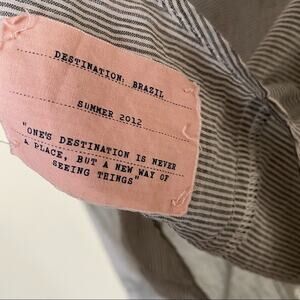 DESTINATION: BRAZIL
SUMMER 2012
"ONE'S DESTINATION IS NEVER
A PLACE, BUT A NEW WAY OF
SEEING THINGS"